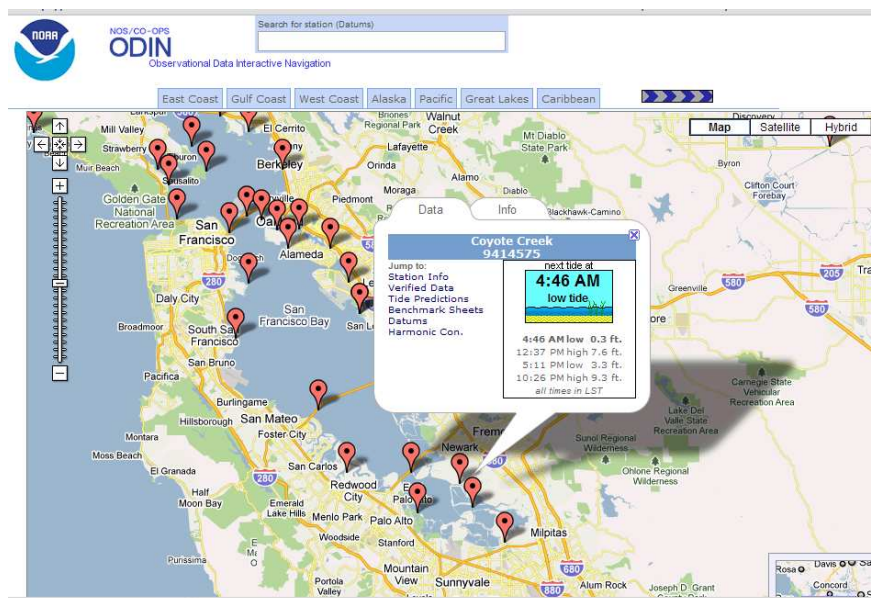 NOAA
NOS/CO-OPS
ODIN
Observational Data Interactive Navigation
Search for station (Datums)
East Coast
Gulf Coast
West Coast
Alaska
Pacific
Great Lakes
Caribbean
Map
Satellite
Hybrid
Mill Valley
El Cerrito
Briones
Regional Park
Walnut
Creek
Mt Diablo
State Park
Strawberry
Muir Beach
Sausalito
Berkeley
Lafayette
Orinda
Alamo
Byron
Moraga
Diablo
Clifton Court
Forebay
Golden Gate
National
Recreation Area
Piedmont
San
Francisco
Alameda
Blackhawk-Camino
Data
Info
Coyote Creek
9414575
Jump to:
Station Info
Verified Data
Tide Predictions
Benchmark Sheets
Datums
Harmonic Con.
next tide at
4:46 AM
low tide
4:46 AM low 0.3 ft.
12:37 PM high 7.6 ft.
5:11 PM low 3.3 ft.
10:26 PM high 9.3 ft.
all times in LST
280
205
Greenville
580
580
Daly City
San
Francisco Bay
Broadmoor
South San
Francisco
San Bruno
Pacifica
Carnegie State
Vehicular
Recreation Area
Burlingame
Hillsborough
San Mateo
Foster City
Lake Del
Valle State
Recreation Area
Montara
Moss Beach
El Granada
Newark
Sunol Regional
Wilderness
Ohlone Regional
Wilderness
280
San Carlos
Redwood
City
Half
Moon Bay
Emerald
Lake Hills
Menlo Park
Palo Alto
Woodside
Stanford
Milpitas
Purissima
Mountain
View
Sunnyvale
Portola
Valley
680
880
Alum Rock
Joseph D Grant
Davis
Concord